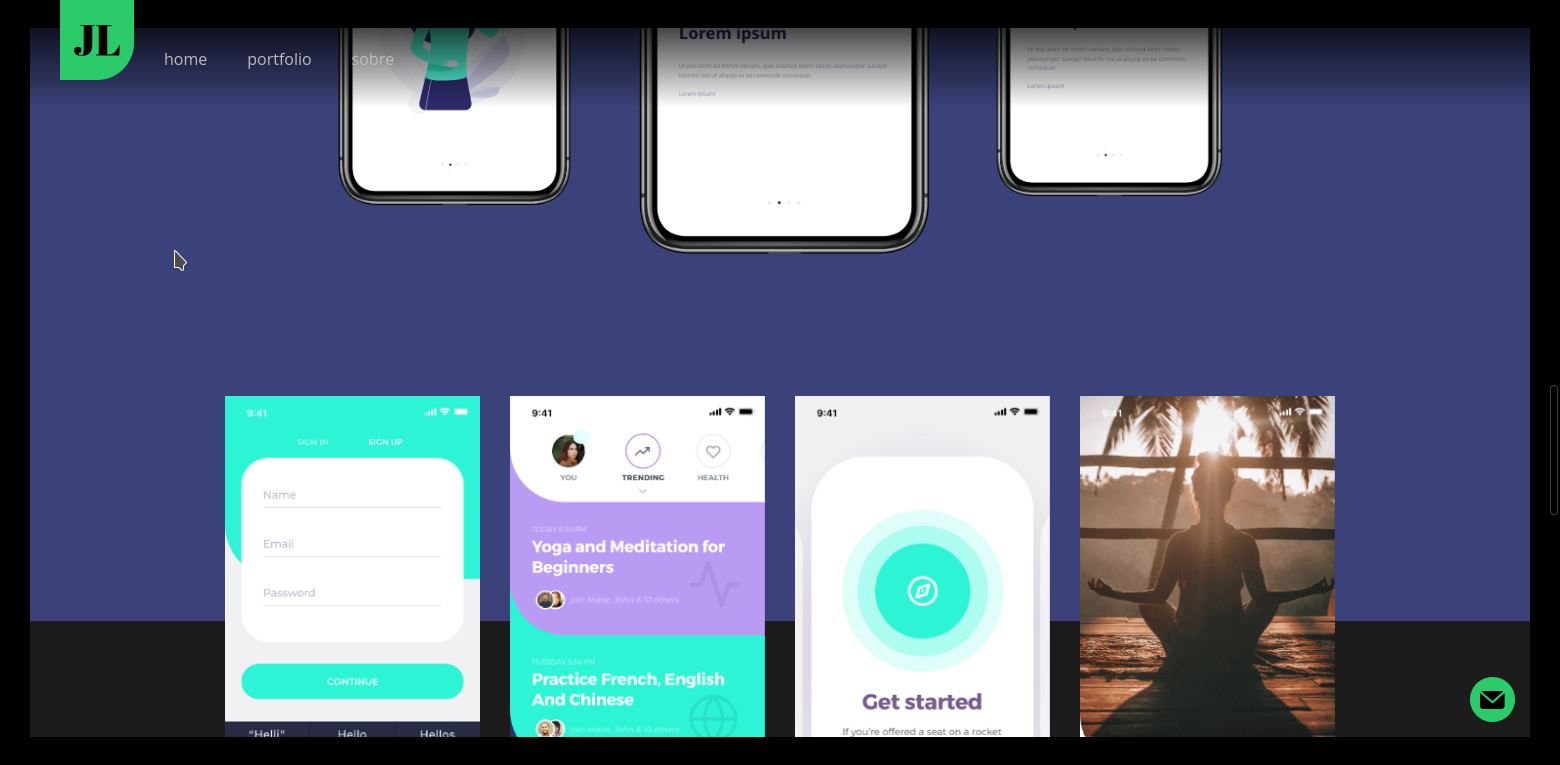 JL
home
portfolio
sobre
Lorem ipsum
Ut wisi enim ad minim veniam, quis nostrud exerci tation ullamcorper suscipit
lobortis nisl ut aliquip ex ea commodo consequat.
Lorem ipsum!
Ut wisi enim ad minim veniam, quis nostrud exerci tation
ullamcorper suscipit lobortis nisl ut aliquip ex ea commodo
consequat.
Lorem ipsum!
9:41
SIGN IN
SIGN UP
Name
Email
Password
CONTINUE
“Helli”
Hello
Hellos
9:41
YOU
TRENDING
HEALTH
TODAY 5:30 PM
Yoga and Meditation for
Beginners
Join Marie, John & 10 others
TUESDAY 5:30 PM
Practice French, English
And Chinese
Join Marie, John & 10 others
9:41
Get started
If you’re offered a seat on a rocket
9:41